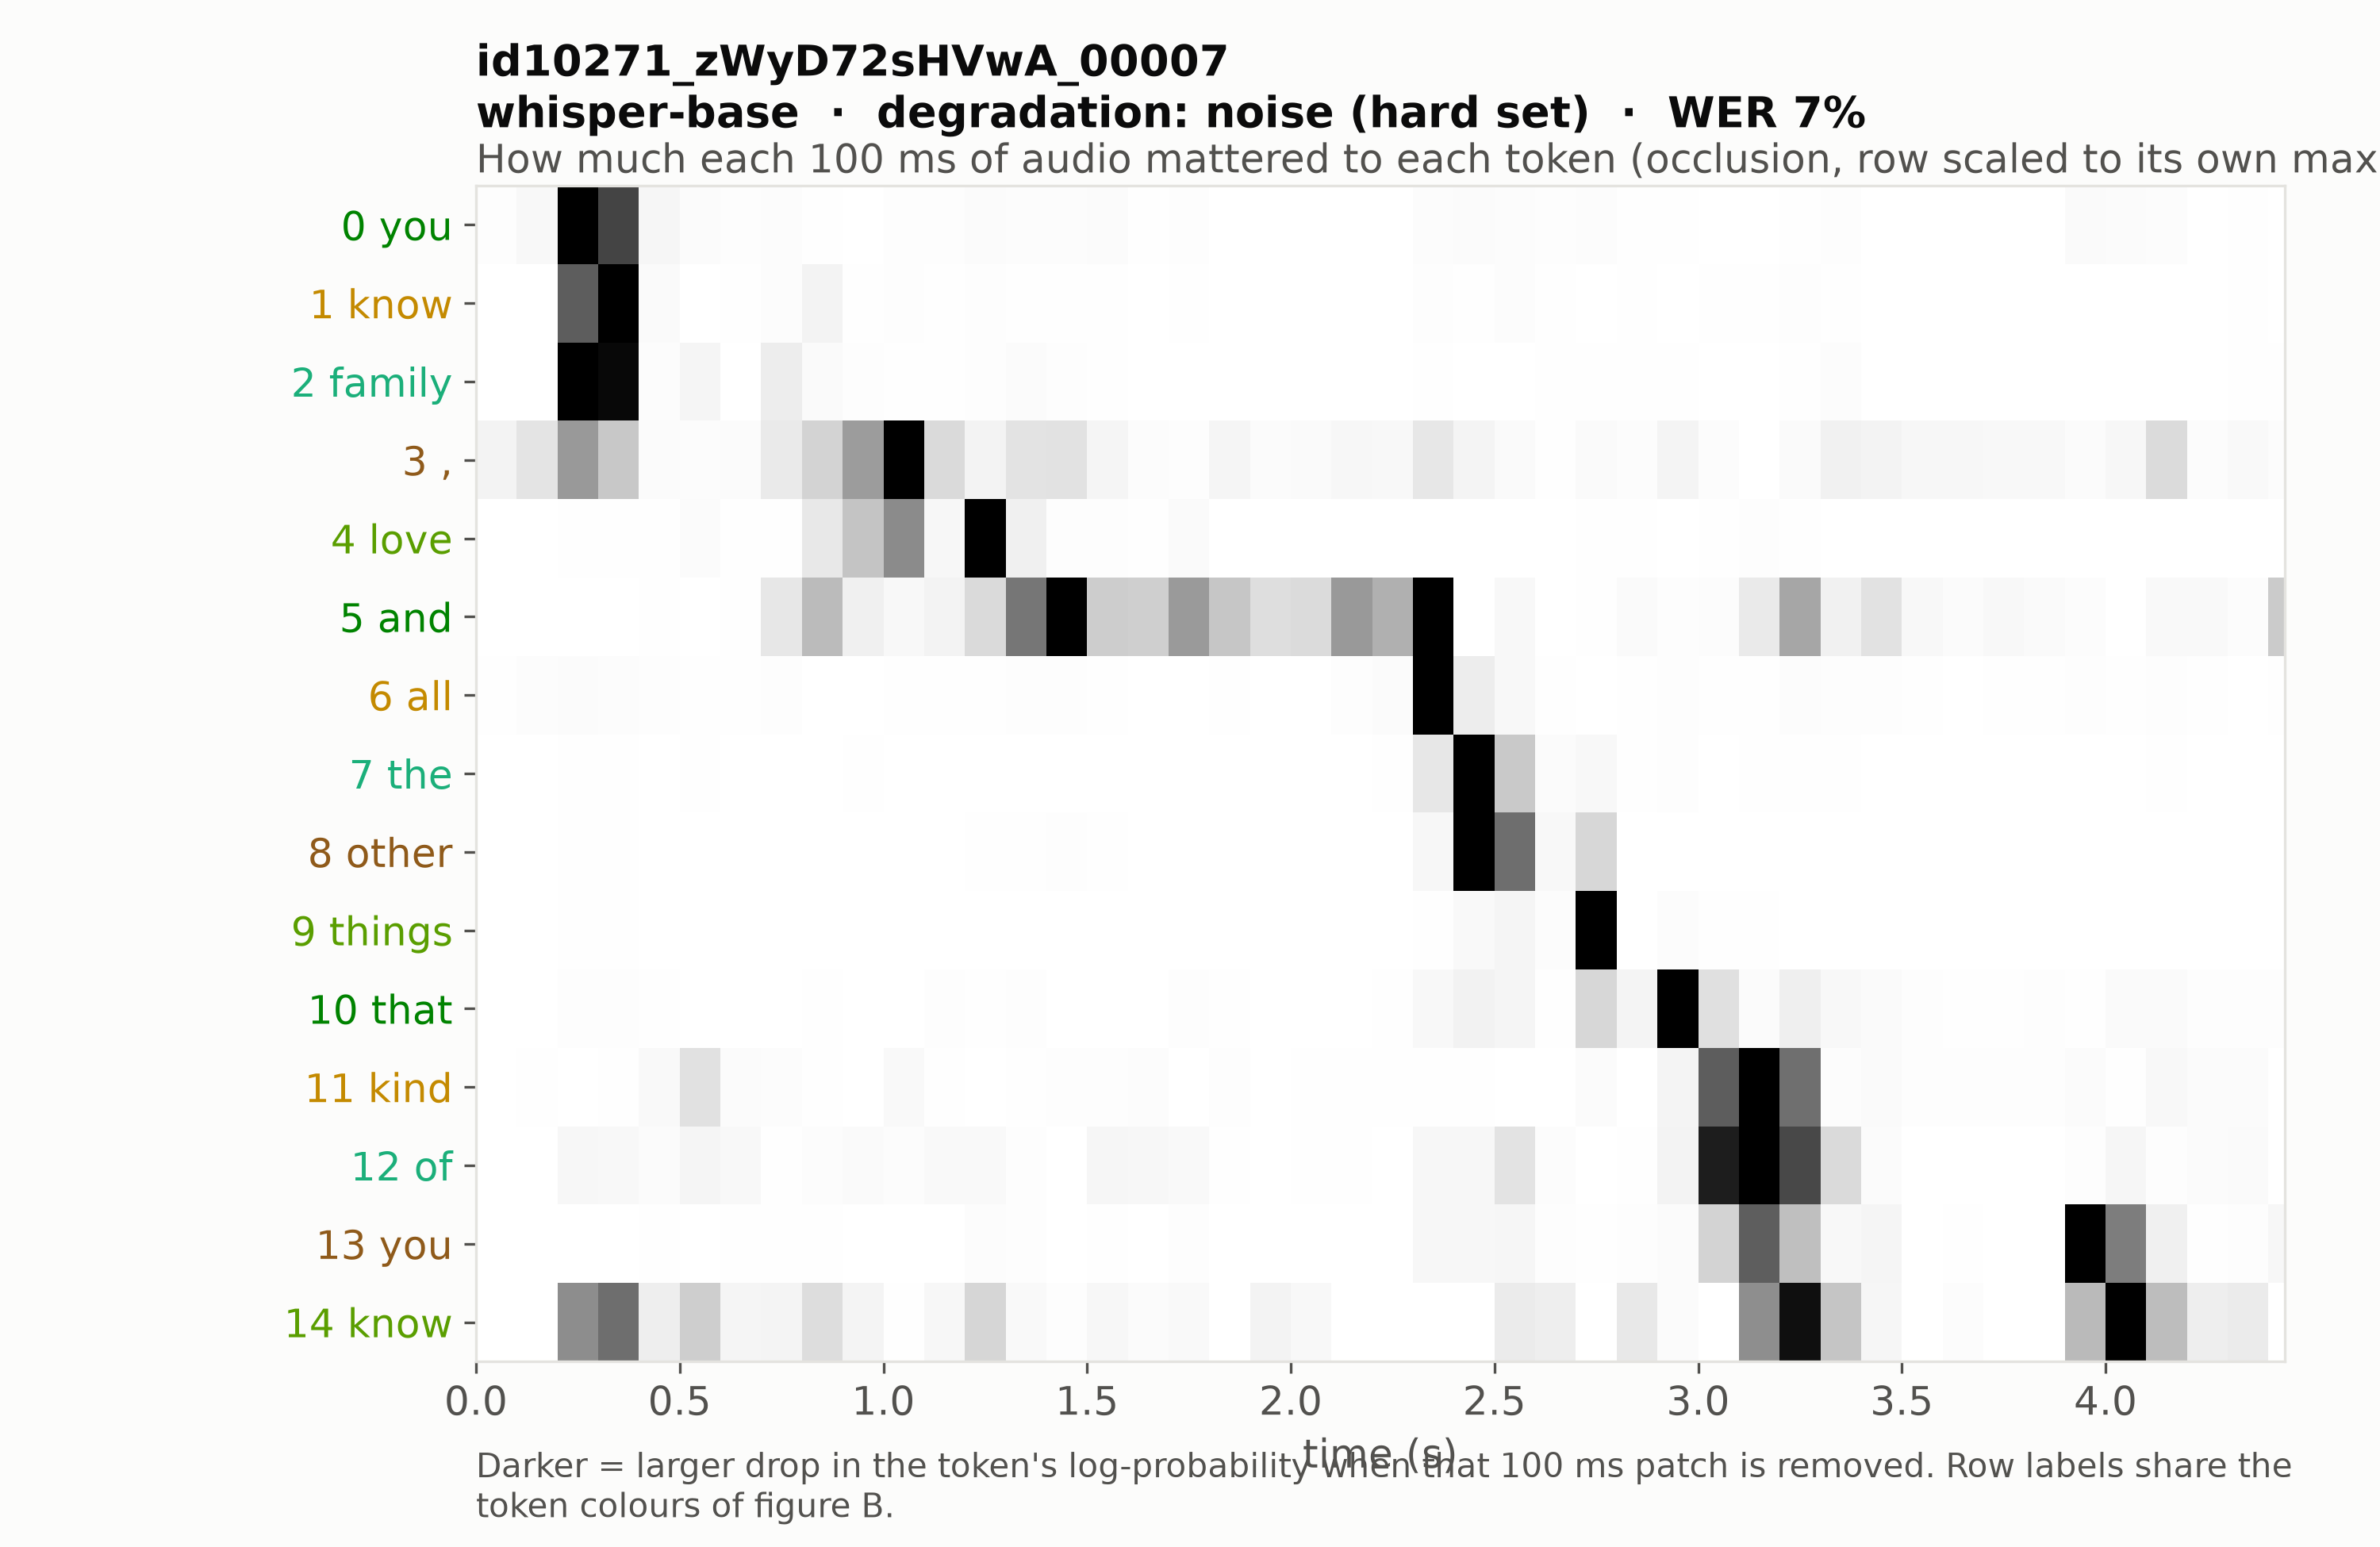 id10271_zWyD72sHVwA_00007
whisper-base · degradation: noise (hard set) · WER 7%
How much each 100 ms of audio mattered to each token (occlusion, row scaled to its own max
0 you
1 know
2 family
3 ,
4 love
5 and
6 all
7 the
8 other
9 things
10 that
11 kind
12 of
13 you
14 know
0.0 0.5 1.0 1.5 2.0 2.5 3.0 3.5 4.0
time (s)
Darker = larger drop in the token's log-probability when that 100 ms patch is removed. Row labels share the
token colours of figure B.